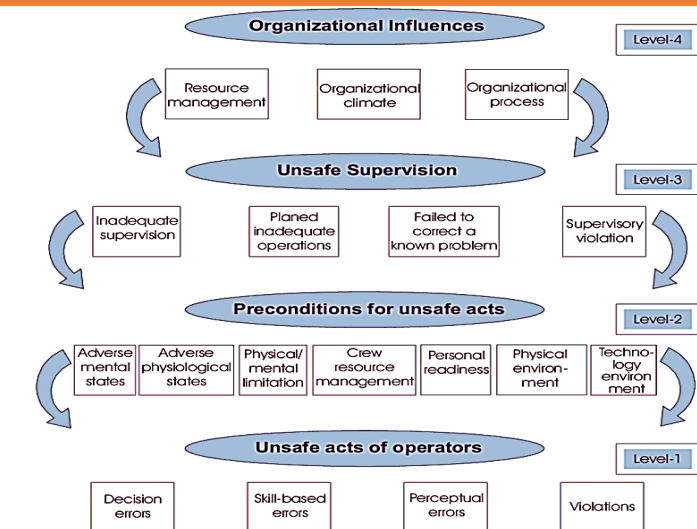 Organizational Influences
Level-4
Resource
management
Organizational
climate
Organizational
process
Unsafe Supervision
Level-3
Inadequate
supervision
Planed
inadequate
operations
Failed to
correct a
known problem
Supervisory
violation
Preconditions for unsafe acts
Level-2
Adverse
mental
states
Adverse
physiological
states
Physical/
mental
limitation
Crew
resource
management
Personal
readiness
Physical
environ-
ment
Techno-
logy
environ
ment
Unsafe acts of operators
Level-1
Decision
errors
Skill-based
errors
Perceptual
errors
Violations